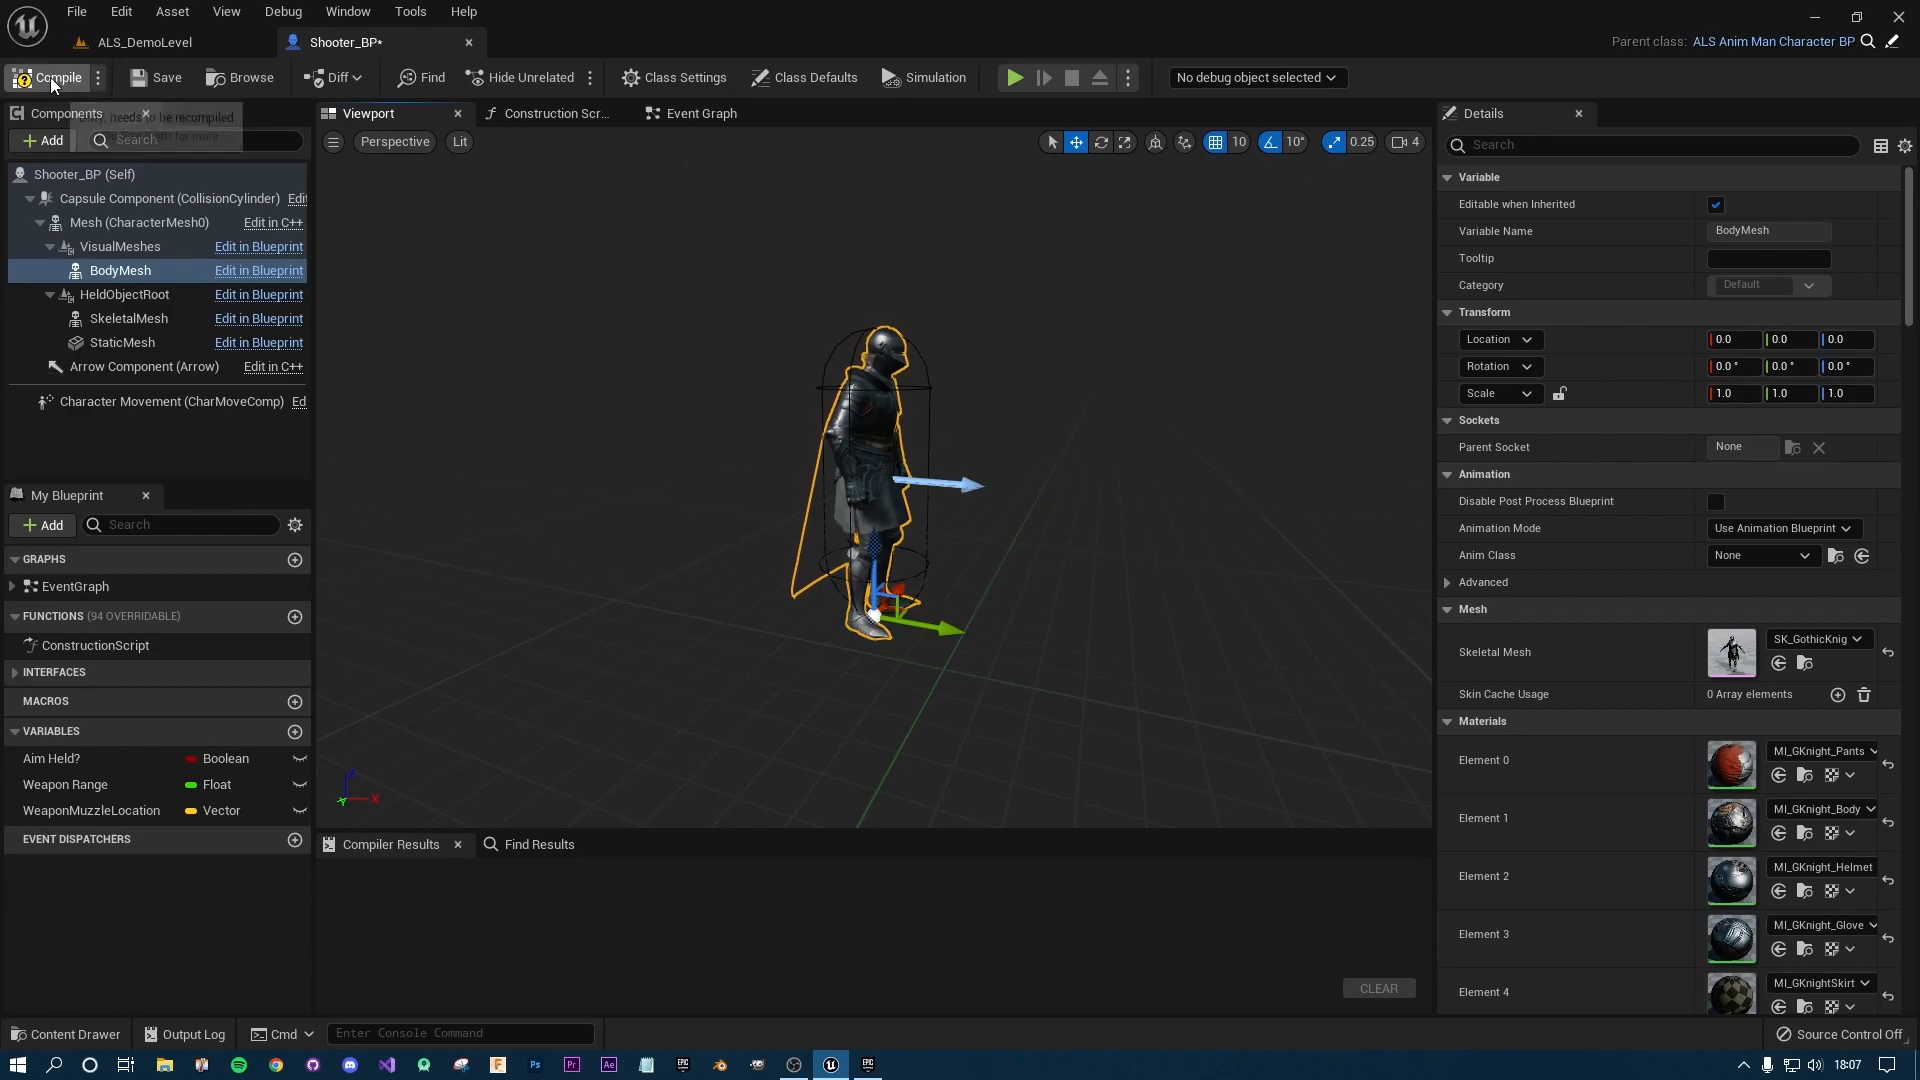 File Edit Asset View Debug Window Tools Help
ALS_DemoLevel
Shooter_BP*
Parent class: ALS Anim Man Character BP
Compile
Save
Browse
Diff
Find
Hide Unrelated
Class Settings
Class Defaults
Simulation
No debug object selected
Components
needs to be recompiled
Add
Search
Shooter_BP (Self)
Capsule Component (CollisionCylinder) Edit
Mesh (CharacterMesh0) Edit in C++
VisualMeshes Edit in Blueprint
BodyMesh Edit in Blueprint
HeldObjectRoot Edit in Blueprint
SkeletalMesh Edit in Blueprint
StaticMesh Edit in Blueprint
Arrow Component (Arrow) Edit in C++
Character Movement (CharMoveComp) Ed
My Blueprint
Add
Search
GRAPHS
EventGraph
FUNCTIONS (94 OVERRIDABLE)
ConstructionScript
INTERFACES
MACROS
VARIABLES
Aim Held? Boolean
Weapon Range Float
WeaponMuzzleLocation Vector
EVENT DISPATCHERS
Viewport
Construction Scr...
Event Graph
Perspective
Lit
10
10°
0.25
4
X
Compiler Results
Find Results
CLEAR
Details
Search
Variable
Editable when Inherited
Variable Name BodyMesh
Tooltip
Category Default
Transform
Location 0.0 0.0 0.0
Rotation 0.0 ° 0.0 ° 0.0 °
Scale 1.0 1.0 1.0
Sockets
Parent Socket None
Animation
Disable Post Process Blueprint
Animation Mode Use Animation Blueprint
Anim Class None
Advanced
Mesh
Skeletal Mesh SK_GothicKnig
Skin Cache Usage 0 Array elements
Materials
Element 0 MI_GKnight_Pants
Element 1 MI_GKnight_Body
Element 2 MI_GKnight_Helmet
Element 3 MI_GKnight_Glove
Element 4 MI_GKnightSkirt
Content Drawer
Output Log
Cmd
Enter Console Command
Source Control Off
18:07